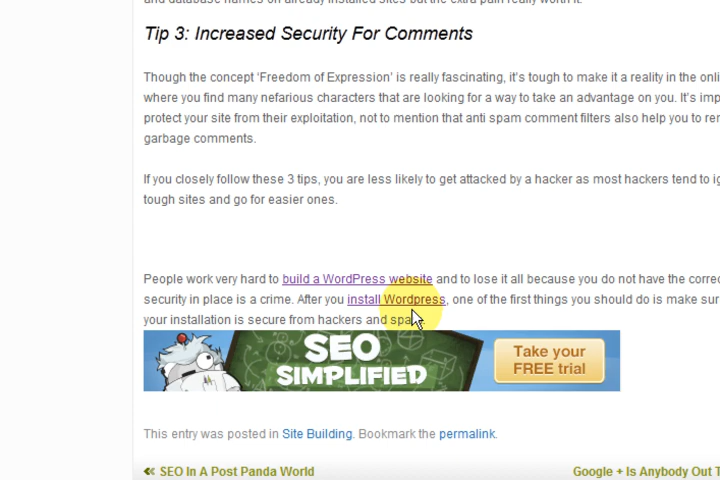 and database names on already installed sites but the extra pain really worth it.
Tip 3: Increased Security For Comments
Though the concept 'Freedom of Expression' is really fascinating, it's tough to make it a reality in the onli
where you find many nefarious characters that are looking for a way to take an advantage on you. It's imp
protect your site from their exploitation, not to mention that anti spam comment filters also help you to re
garbage comments.
If you closely follow these 3 tips, you are less likely to get attacked by a hacker as most hackers tend to ig
tough sites and go for easier ones.
People work very hard to build a WordPress website and to lose it all because you do not have the correc
security in place is a crime. After you install Wordpress, one of the first things you should do is make sur
your installation is secure from hackers and
SEO
SIMPLIFIED
Take your
FREE trial
This entry was posted in Site Building. Bookmark the permalink.
SEO In A Post Panda World
Google + Is Anybody Out T